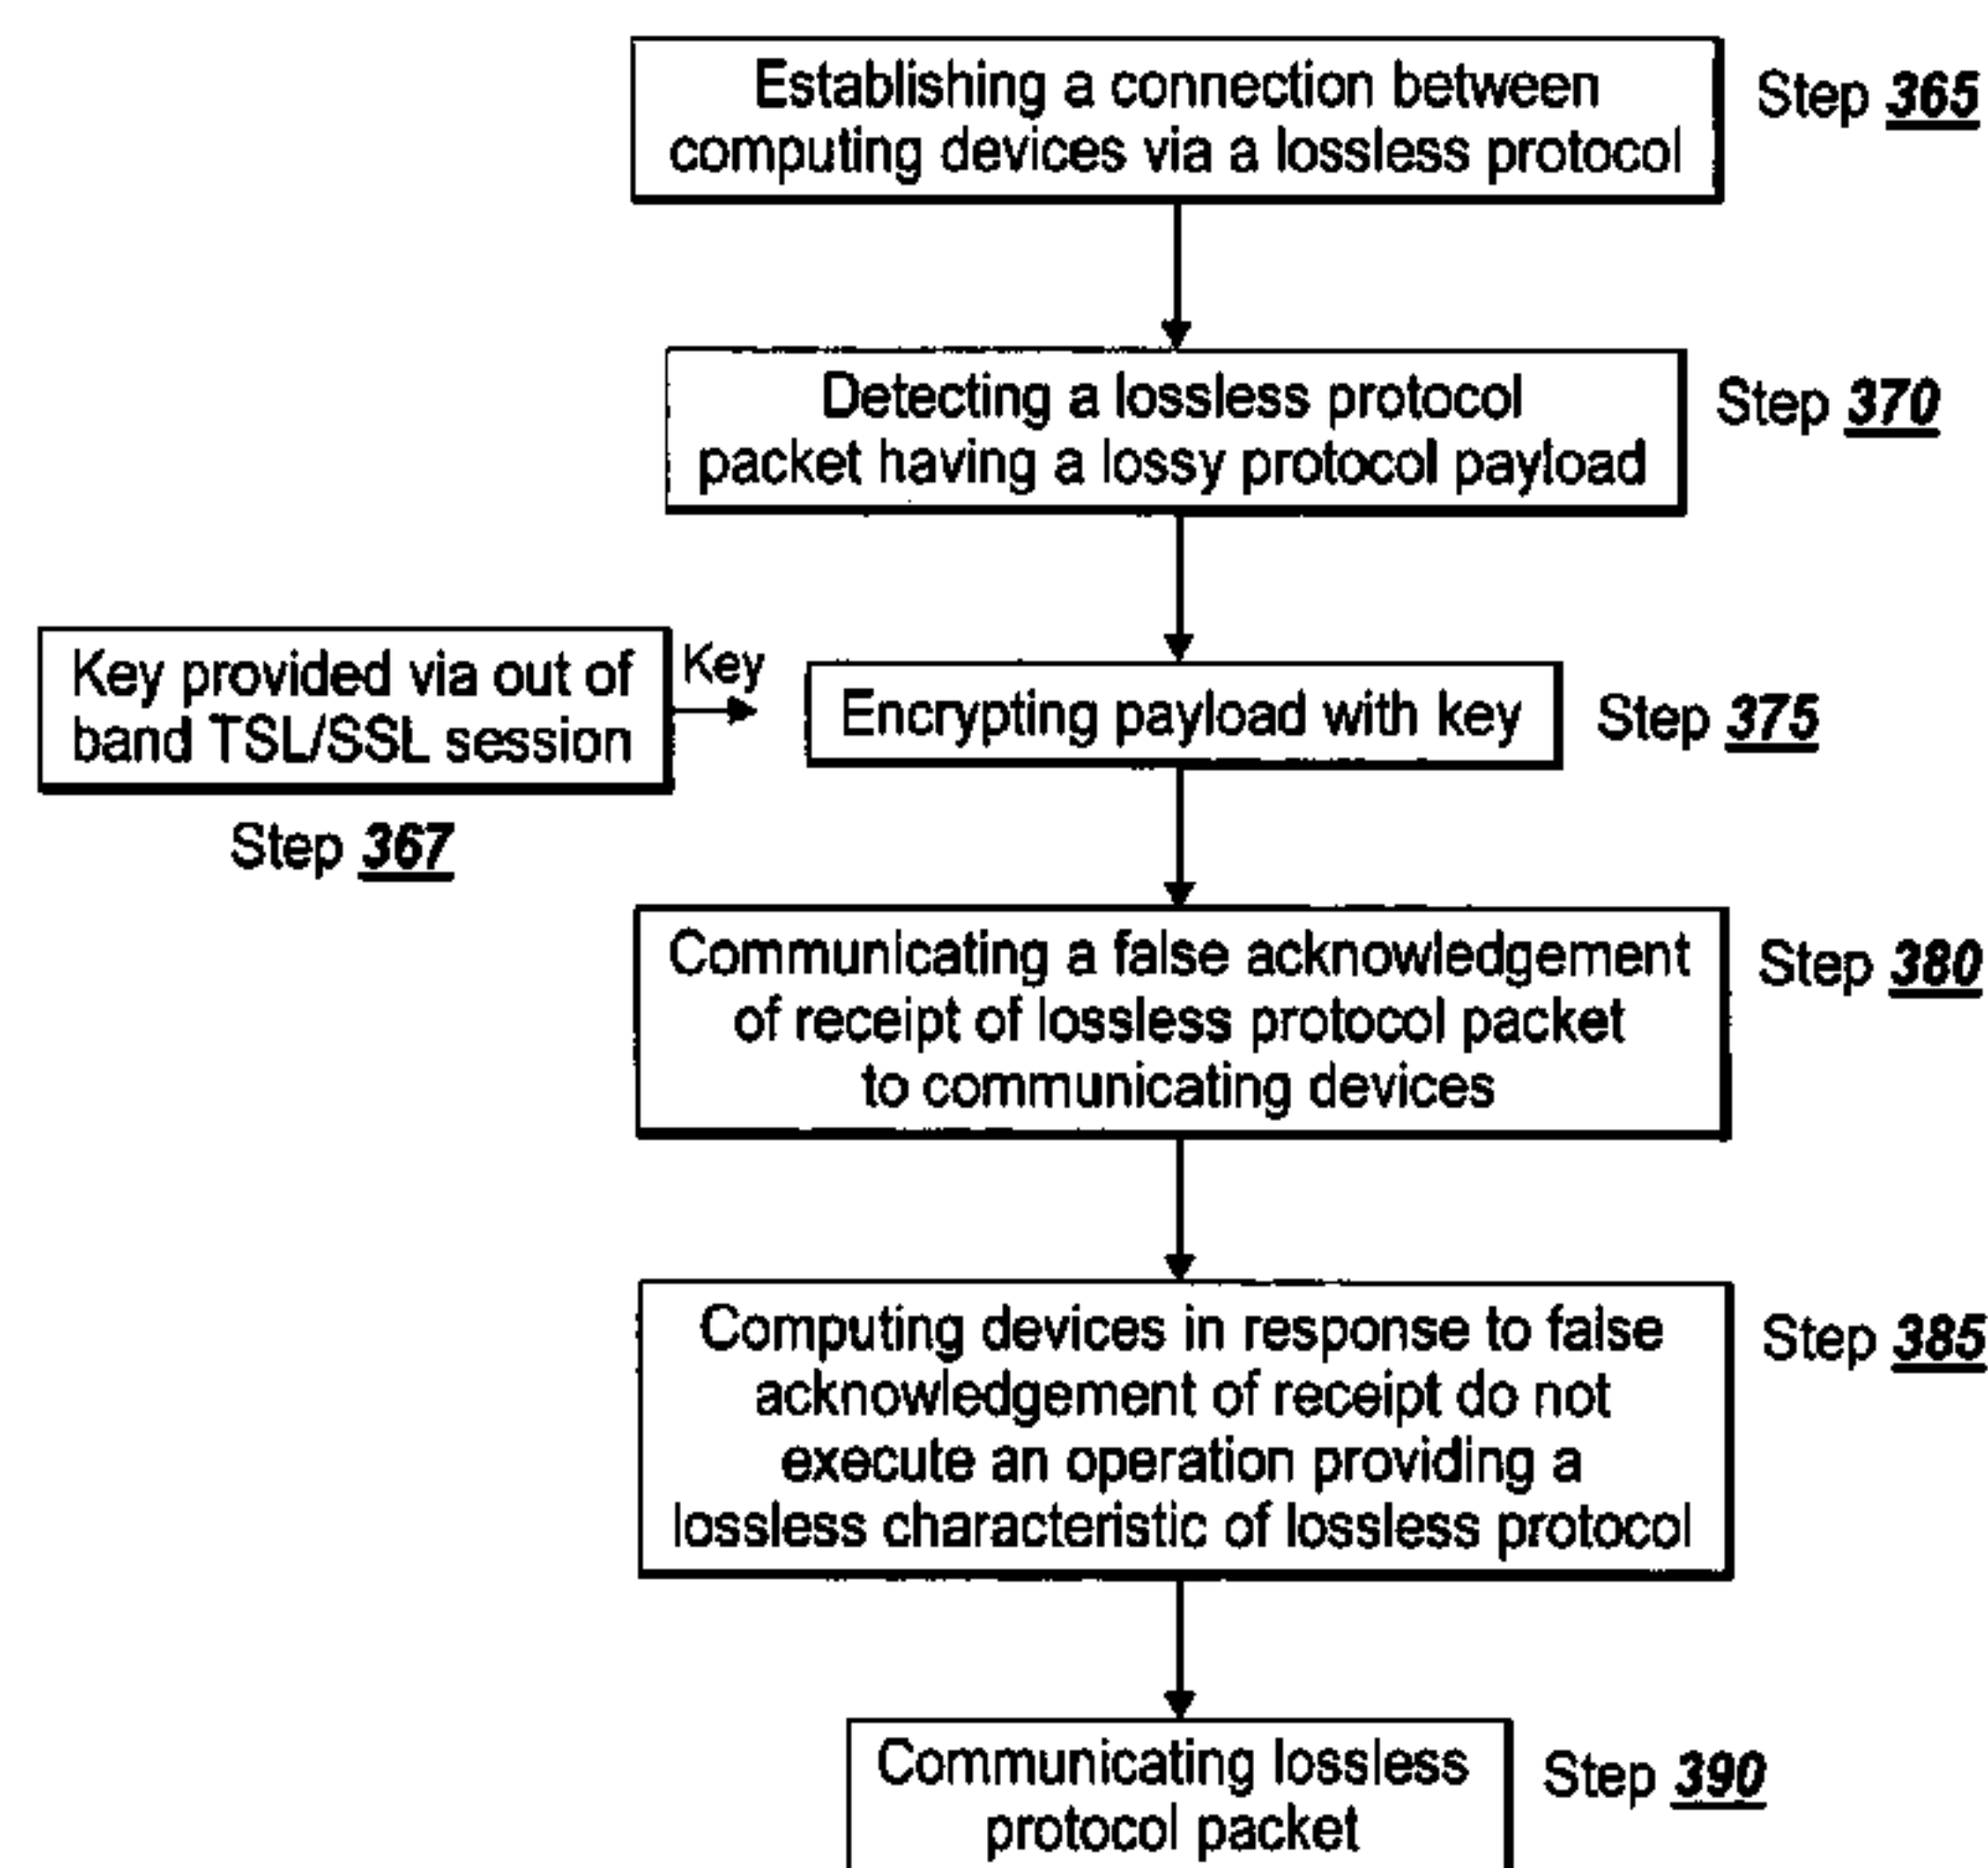 Establishing a connection between
computing devices via a lossless protocol
Step 365
Detecting a lossless protocol
packet having a lossy protocol payload
Step 370
Key provided via out of
band TSL/SSL session
Step 367
Key
Encrypting payload with key
Step 375
Communicating a false acknowledgement
of receipt of lossless protocol packet
to communicating devices
Step 380
Computing devices in response to false
acknowledgement of receipt do not
execute an operation providing a
lossless characteristic of lossless protocol
Step 385
Communicating lossless
protocol packet
Step 390